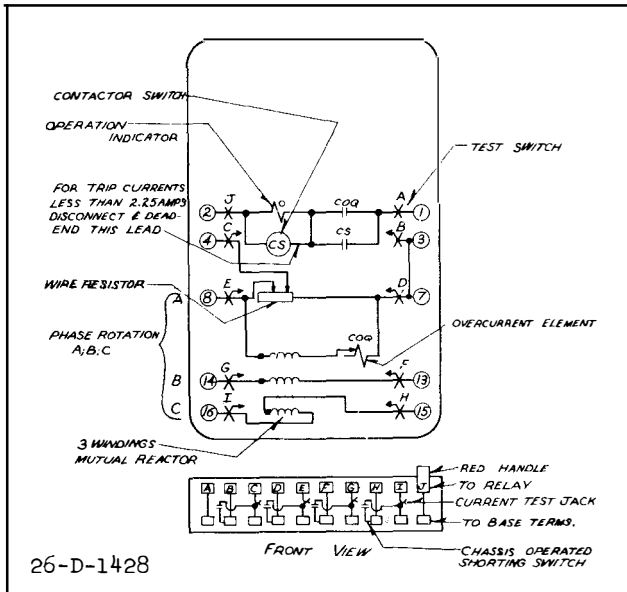 CONTACTOR SWITCH
OPERATION
INDICATOR
TEST SWITCH
FOR TRIP CURRENTS
LESS THAN 2.25AMPS
DISCONNECT & DEAD-
END THIS LEAD
J O COQ A
2 1
C CS B
4 CS 3
WIRE RESISTOR
A E D
8 7
PHASE ROTATION
A;B;C
COQ
OVERCURRENT ELEMENT
G F
B 14 13
I H
C 16 15
3 WINDINGS
MUTUAL REACTOR
RED HANDLE
TO RELAY
A B C D E F G H I J
CURRENT TEST JACK
TO BASE TERMS.
FRONT VIEW
CHASSIS OPERATED
SHORTING SWITCH
26-D-1428